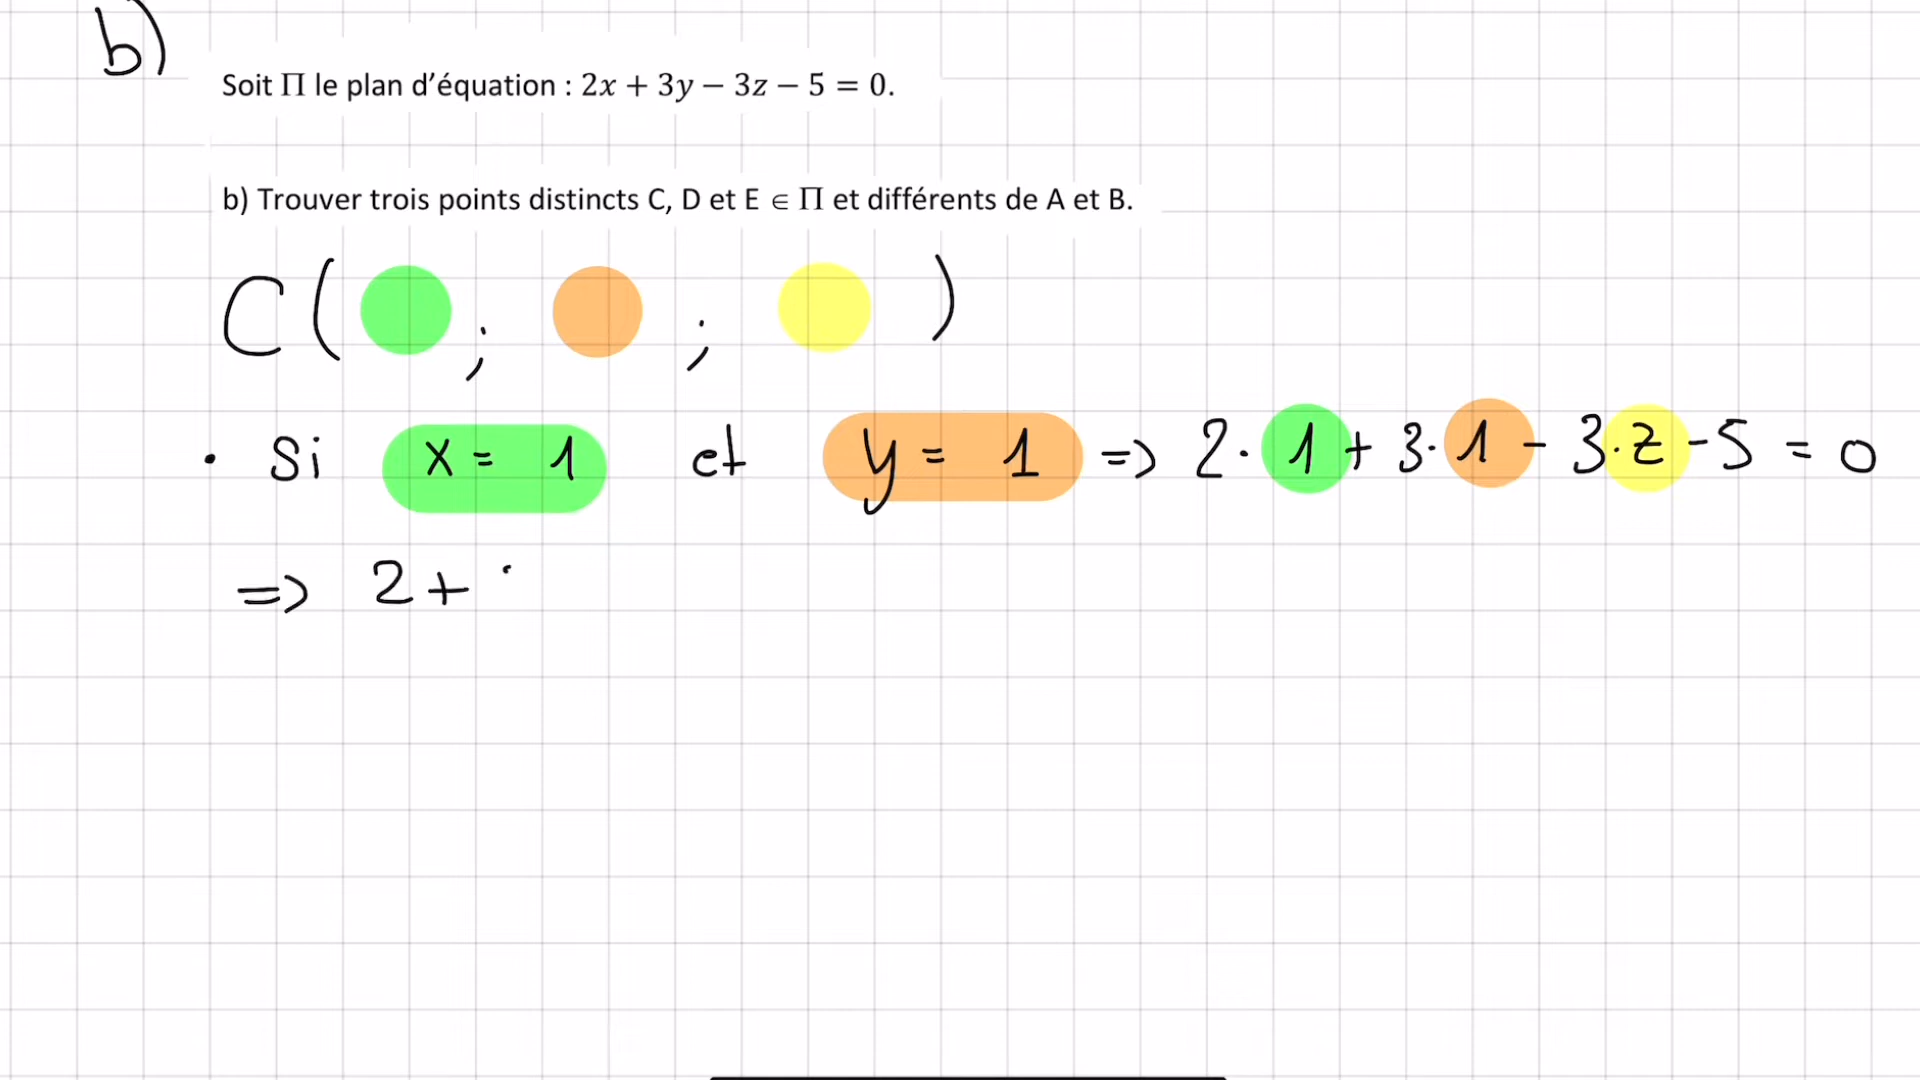 b)
Soit Π le plan d’équation : 2x + 3y − 3z − 5 = 0.
b) Trouver trois points distincts C, D et E ∈ Π et différents de A et B.
C( ; ; )
• Si x = 1 et y = 1 => 2·1 + 3·1 - 3·z - 5 = 0
=> 2 +